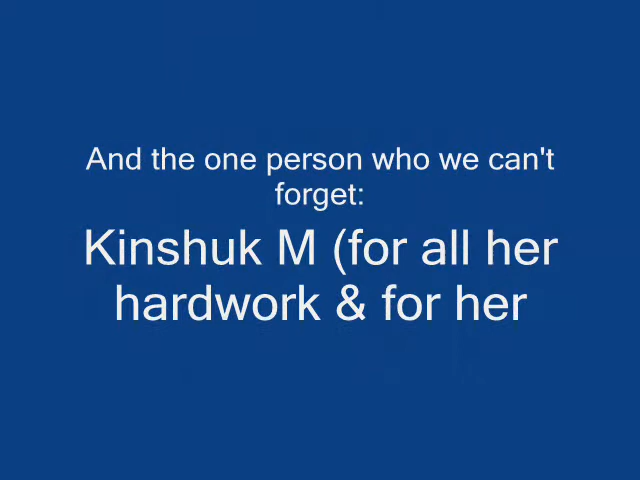 And the one person who we can't
forget:
Kinshuk M (for all her
hardwork & for her